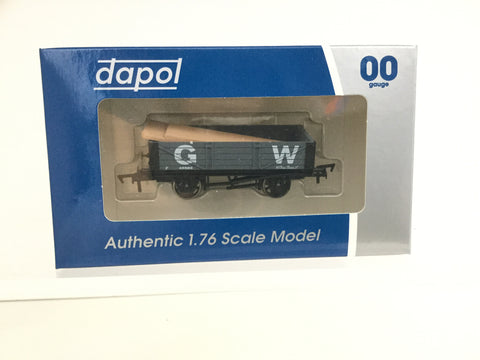 dapol
00
gauge
G W
Authentic 1.76 Scale Model